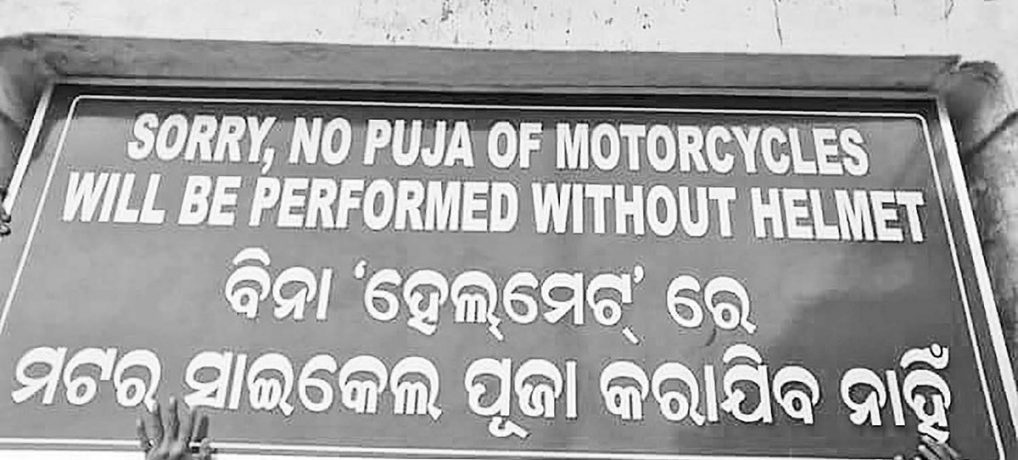 SORRY, NO PUJA OF MOTORCYCLES
WILL BE PERFORMED WITHOUT HELMET
ବିନା ‘ହେଲ୍‌ମେଟ୍’ ରେ
ମଟର ସାଇକେଲ ପୂଜା କରାଯିବ ନାହିଁ